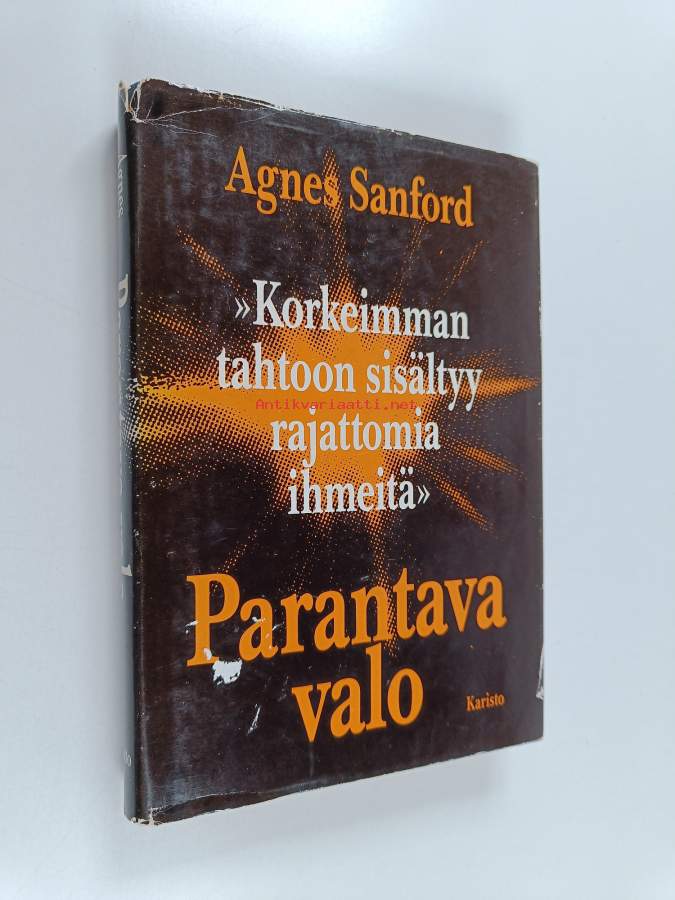 Agnes Sanford
»Korkeimman
tahtoon sisältyy
Antikvariaatti.net
rajattomia
ihmeitä»
Parantava
valo
Karisto
Agnes